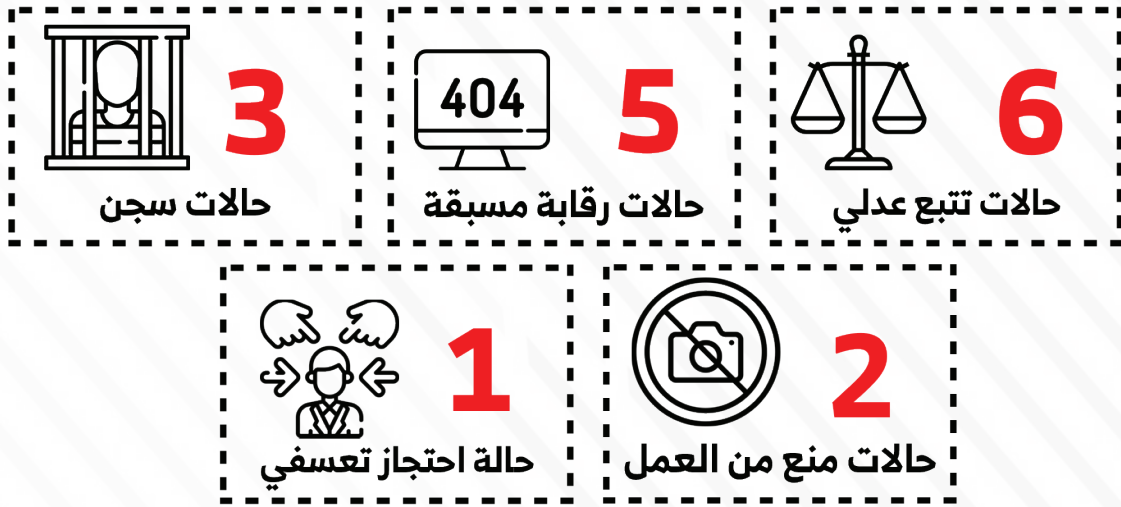 6
حالات تتبع عدلي
404
5
حالات رقابة مسبقة
3
حالات سجن
2
حالات منع من العمل
1
حالة احتجاز تعسفي